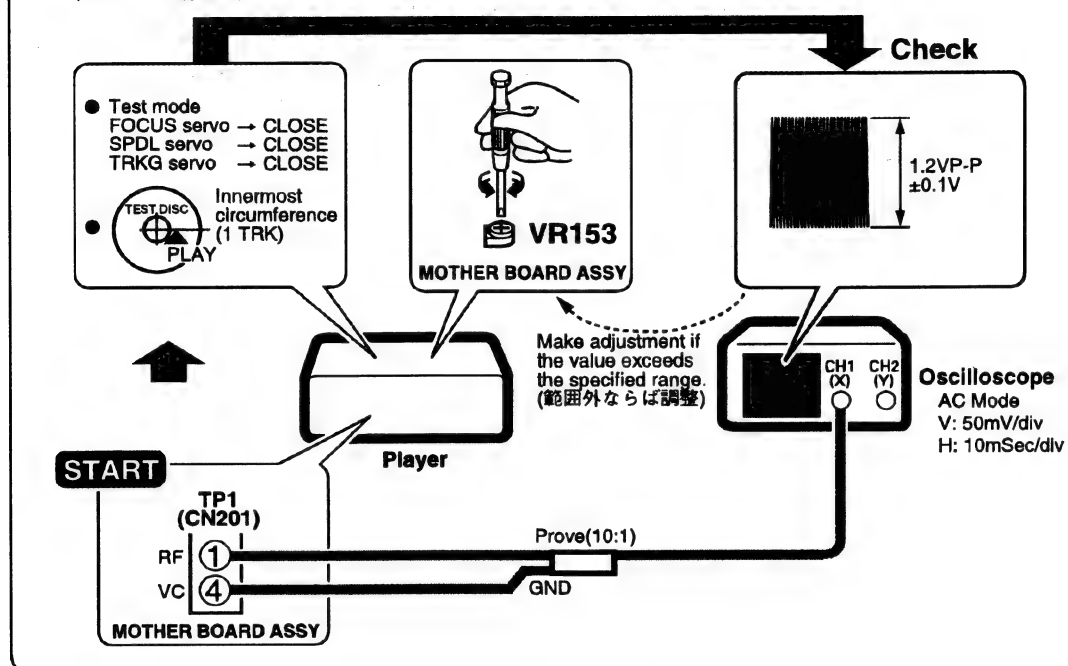 Check
● Test mode
FOCUS servo → CLOSE
SPDL servo → CLOSE
TRKG servo → CLOSE
●
TEST DISC
Innermost
circumference
(1 TRK)
PLAY
VR153
MOTHER BOARD ASSY
1.2VP-P
±0.1V
Make adjustment if
the value exceeds
the specified range.
(範囲外ならば調整)
CH1
(X)
CH2
(Y)
Oscilloscope
AC Mode
V: 50mV/div
H: 10mSec/div
Player
START
TP1
(CN201)
RF ①
VC ④
MOTHER BOARD ASSY
Prove(10:1)
GND